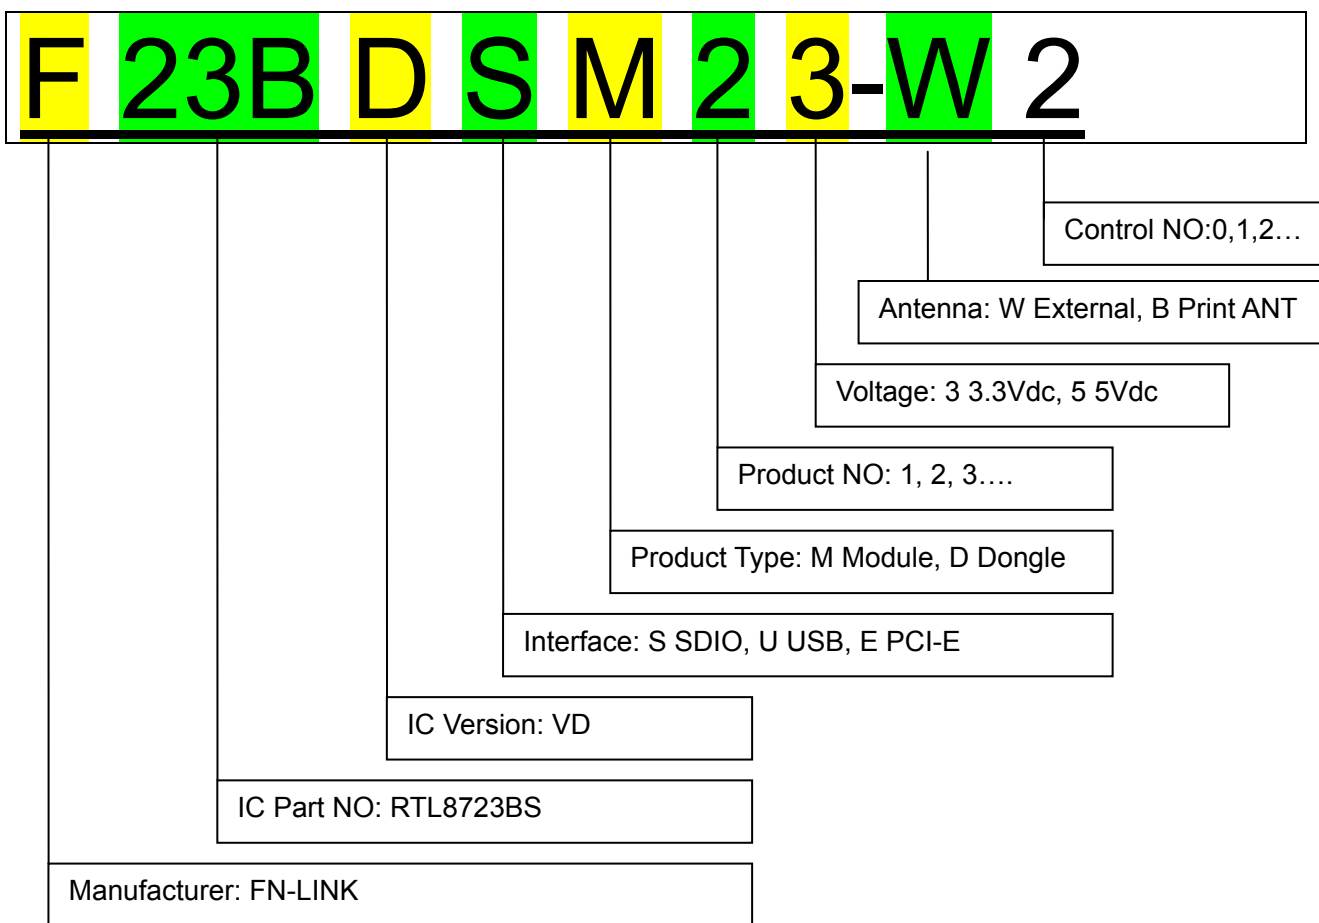 F 23B D S M 2 3-W 2
Control NO:0,1,2…
Antenna: W External, B Print ANT
Voltage: 3 3.3Vdc, 5 5Vdc
Product NO: 1, 2, 3….
Product Type: M Module, D Dongle
Interface: S SDIO, U USB, E PCI-E
IC Version: VD
IC Part NO: RTL8723BS
Manufacturer: FN-LINK